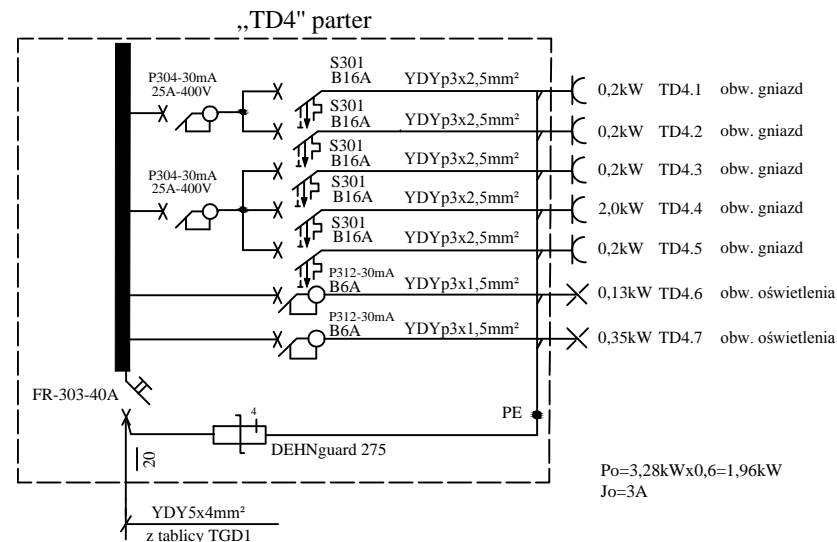 „TD4" parter
P304-30mA
25A-400V
S301
B16A
YDYp3x2,5mm²
0,2kW TD4.1 obw. gniazd
S301
B16A
YDYp3x2,5mm²
0,2kW TD4.2 obw. gniazd
P304-30mA
25A-400V
S301
B16A
YDYp3x2,5mm²
0,2kW TD4.3 obw. gniazd
S301
B16A
YDYp3x2,5mm²
2,0kW TD4.4 obw. gniazd
S301
B16A
YDYp3x2,5mm²
0,2kW TD4.5 obw. gniazd
P312-30mA
B6A
YDYp3x1,5mm²
0,13kW TD4.6 obw. oświetlenia
P312-30mA
B6A
YDYp3x1,5mm²
0,35kW TD4.7 obw. oświetlenia
FR-303-40A
PE
4
DEHNguard 275
20
Po=3,28kWx0,6=1,96kW
Jo=3A
YDY5x4mm²
z tablicy TGD1